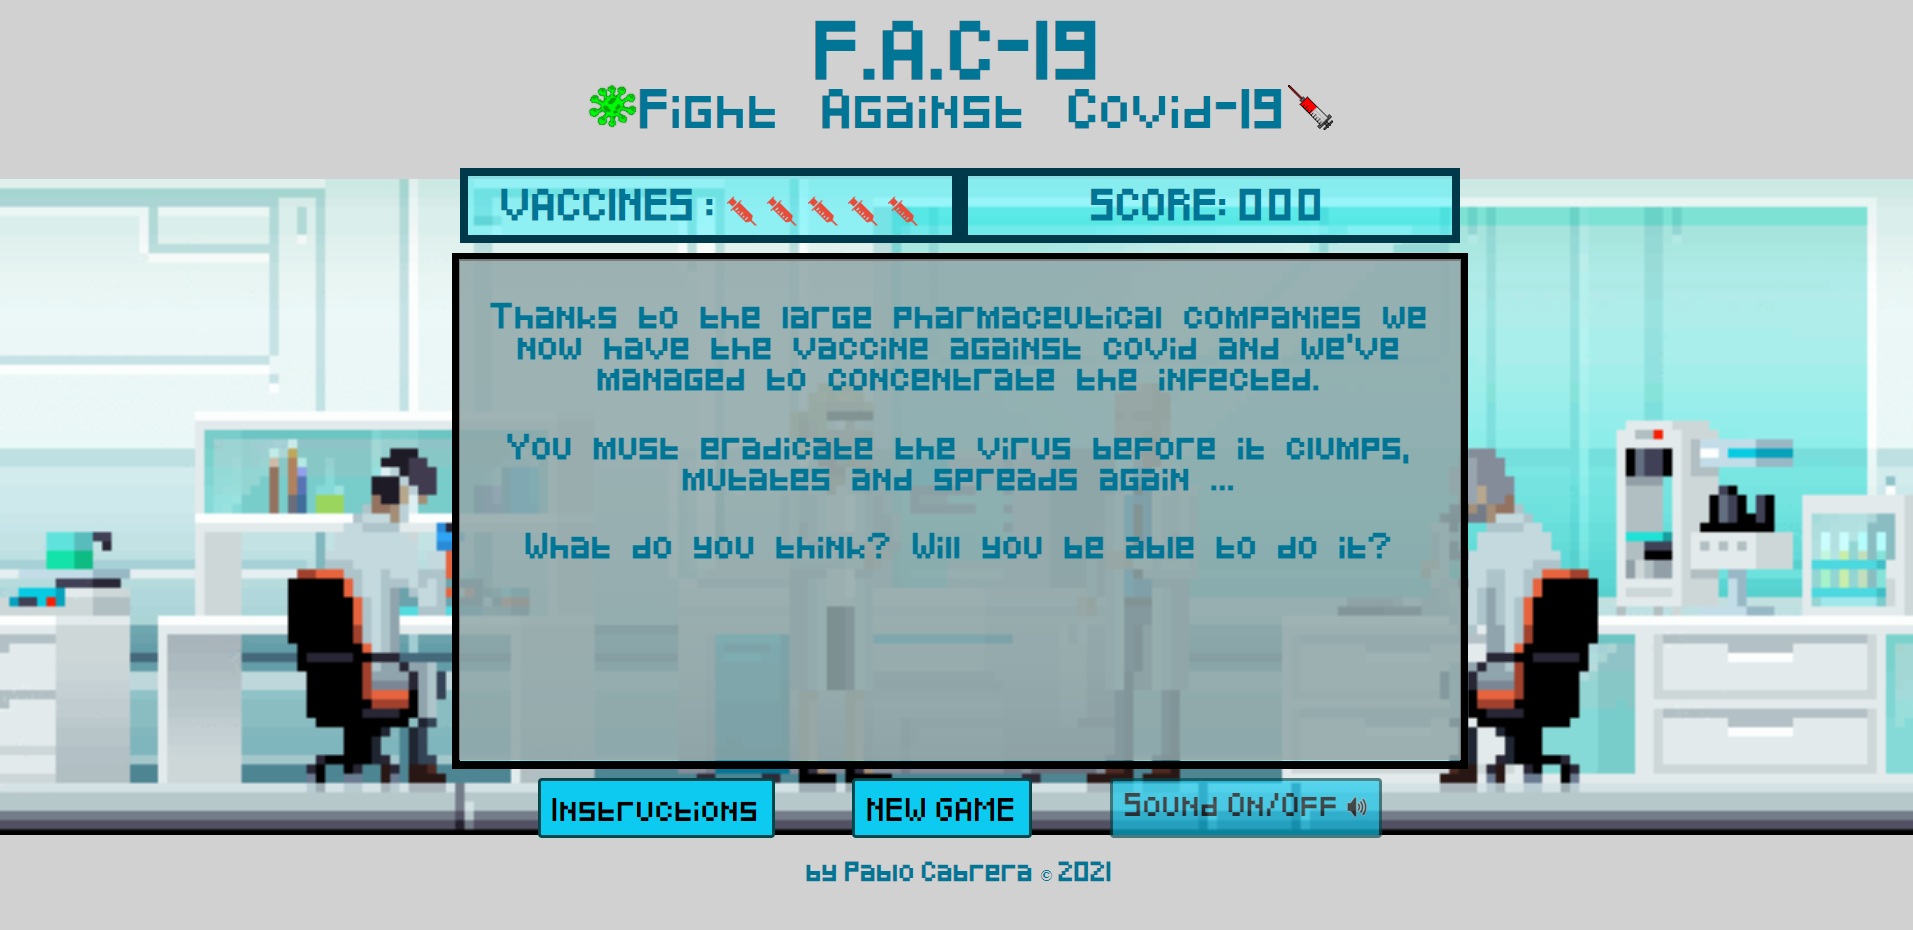 F.A.C-19
Fight Against Covid-19
VACCINES :
SCORE: 000
Thanks to the large pharmaceutical companies we
now have the vaccine against covid and we've
managed to concentrate the infected.
You must eradicate the virus before it clumps,
mutates and spreads again ...
What do you think? Will you be able to do it?
Instructions
NEW GAME
Sound On/Off
by Pablo Cabrera © 2021